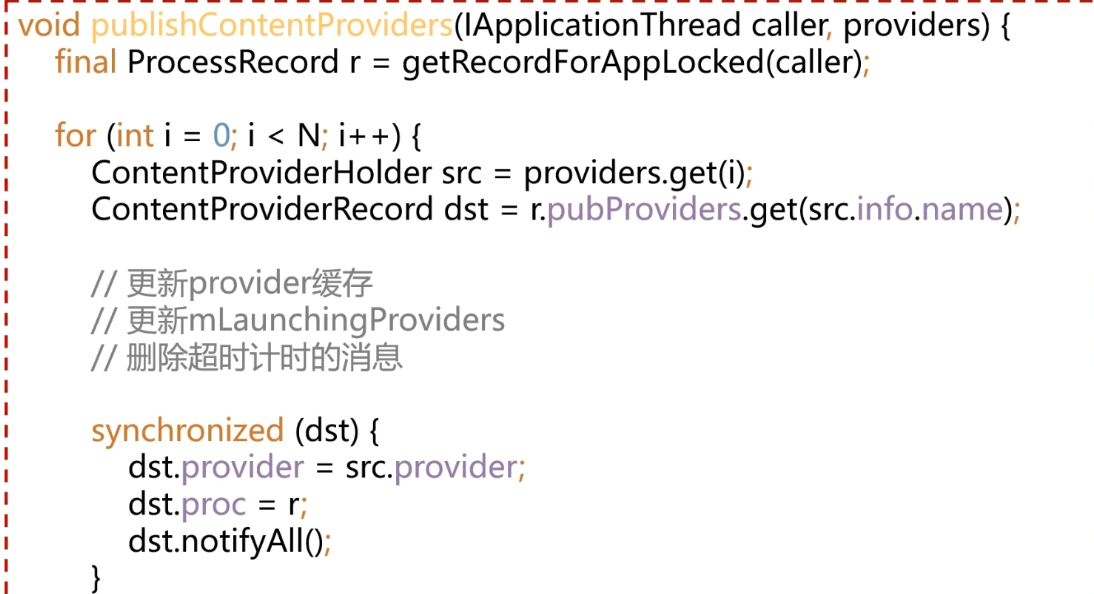 void publishContentProviders(IApplicationThread caller, providers) {
final ProcessRecord r = getRecordForAppLocked(caller);
for (int i = 0; i < N; i++) {
ContentProviderHolder src = providers.get(i);
ContentProviderRecord dst = r.pubProviders.get(src.info.name);
// 更新provider缓存
// 更新mLaunchingProviders
// 删除超时计时的消息
synchronized (dst) {
dst.provider = src.provider;
dst.proc = r;
dst.notifyAll();
}